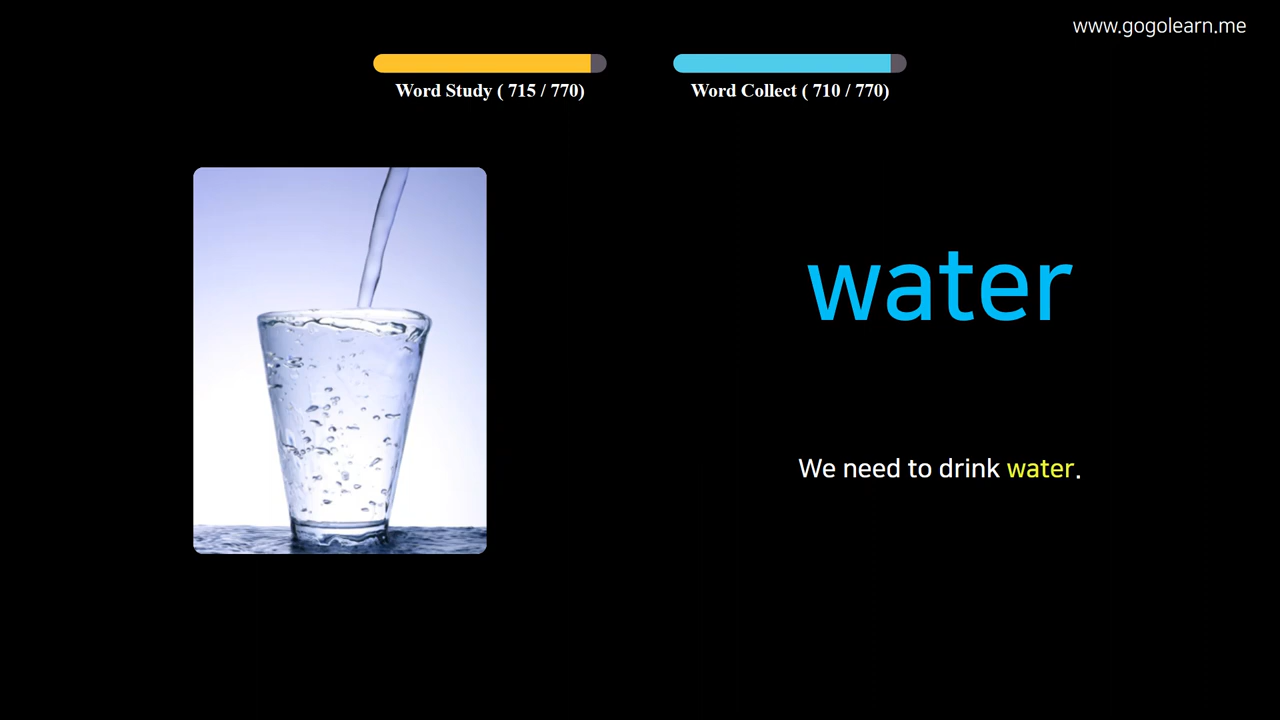 www.gogolearn.me
Word Study ( 715 / 770)
Word Collect ( 710 / 770)
water
We need to drink water.